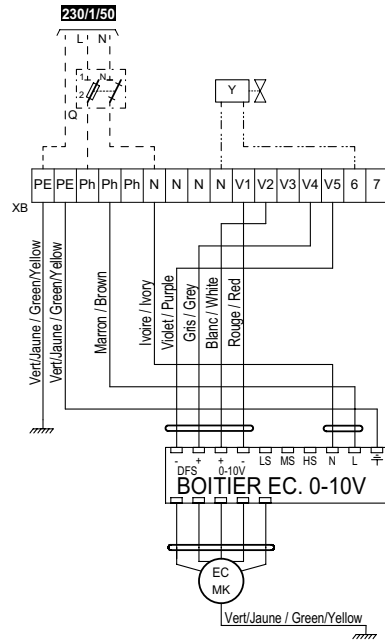 230/1/50
L N
1 N
2
Q
Y
PE PE Ph Ph Ph N N N N V1 V2 V3 V4 V5 6 7
XB
Vert/Jaune / Green/Yellow
Vert/Jaune / Green/Yellow
Marron / Brown
Ivoire / Ivory
Violet / Purple
Gris / Grey
Blanc / White
Rouge / Red
- + + - LS MS HS N L
DFS 0-10V
BOITIER EC. 0-10V
EC
MK
Vert/Jaune / Green/Yellow